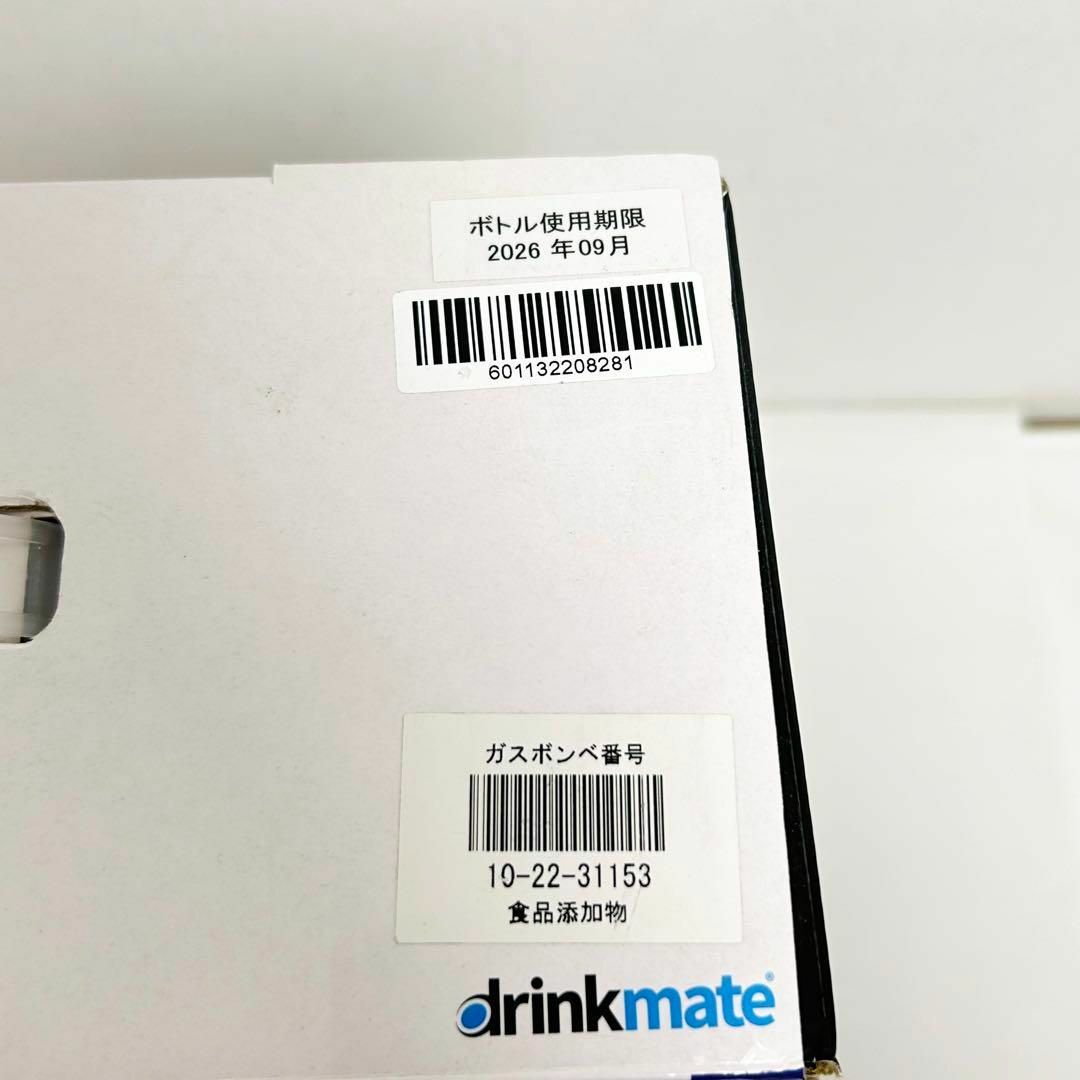 ボトル使用期限
2026 年09月
601132208281
ガスボンベ番号
10-22-31153
食品添加物
drinkmate®